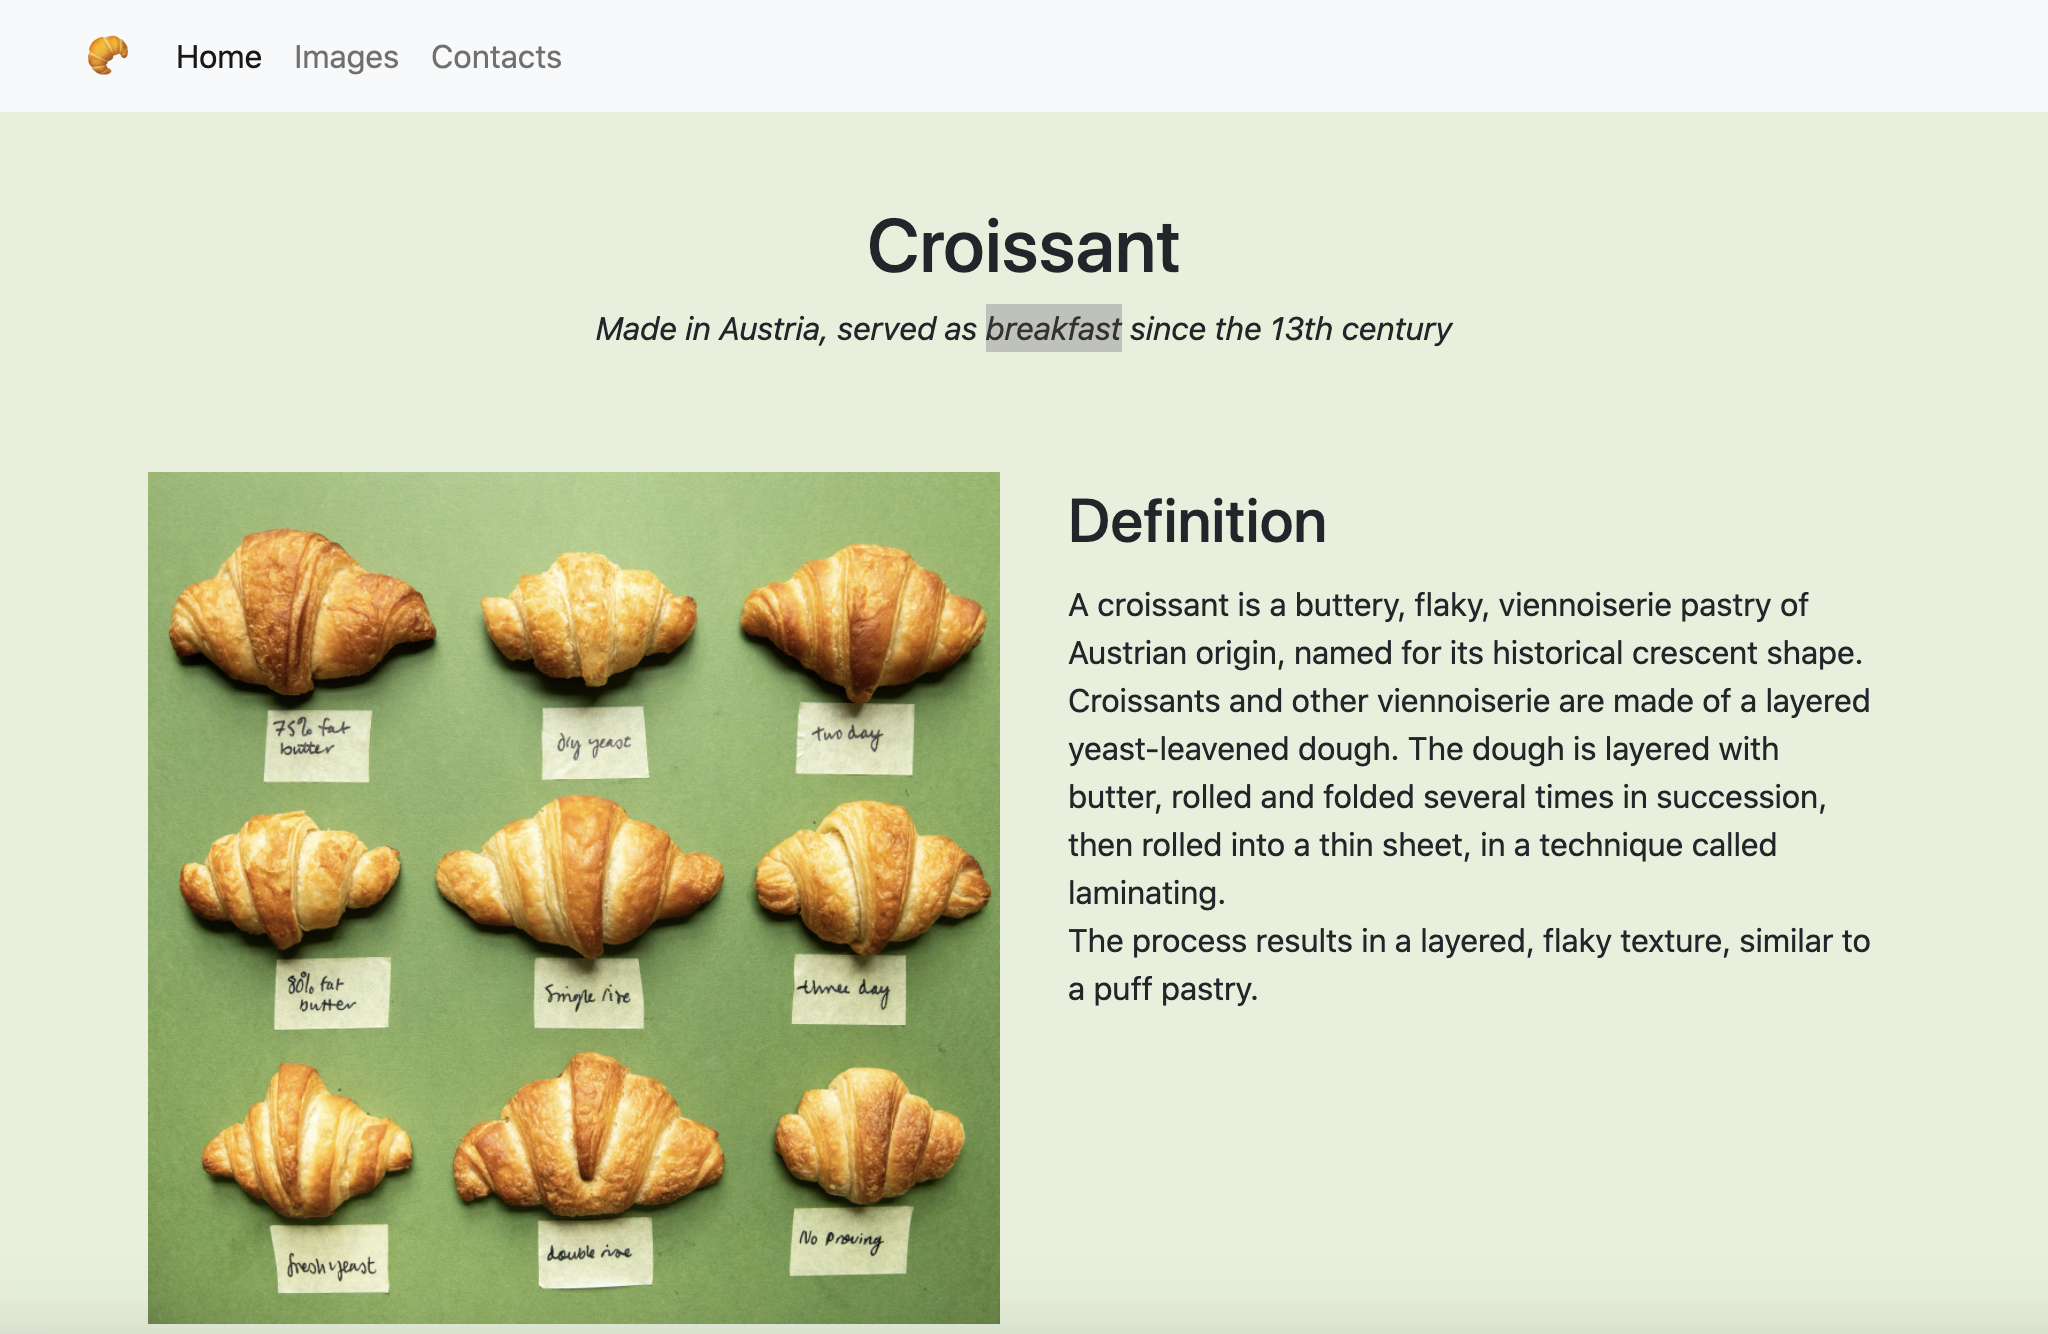 Home Images Contacts
Croissant
Made in Austria, served as breakfast since the 13th century
75% fat
butter
dry yeast
two day
80% fat
butter
Single rise
three day
fresh yeast
double rise
No Proving
Definition
A croissant is a buttery, flaky, viennoiserie pastry of
Austrian origin, named for its historical crescent shape.
Croissants and other viennoiserie are made of a layered
yeast-leavened dough. The dough is layered with
butter, rolled and folded several times in succession,
then rolled into a thin sheet, in a technique called
laminating.
The process results in a layered, flaky texture, similar to
a puff pastry.